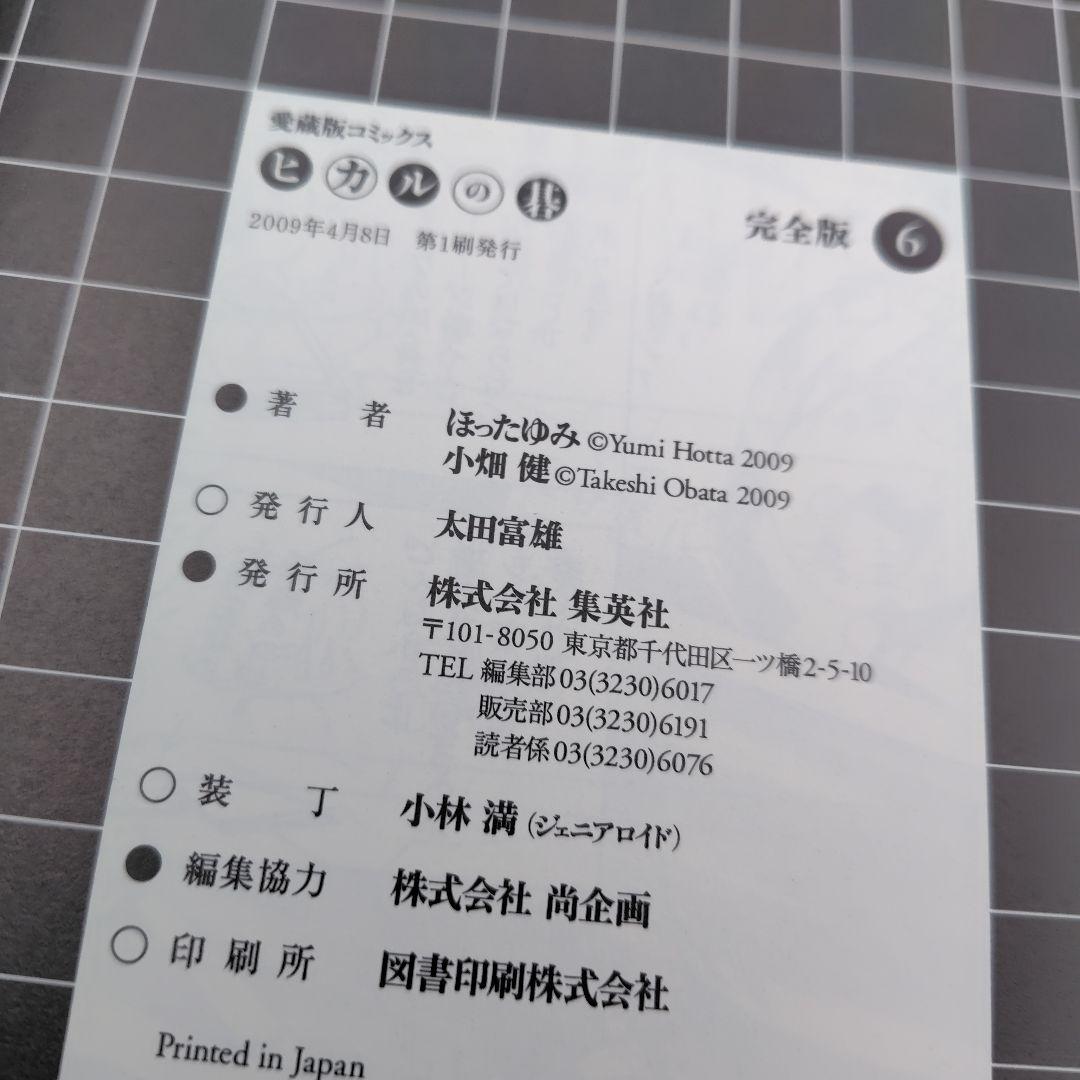 愛蔵版コミックス
ヒカルの碁 完全版 6
2009年4月8日 第1刷発行
●著者 ほったゆみ ©Yumi Hotta 2009
小畑 健 ©Takeshi Obata 2009
○発行人 太田富雄
●発行所 株式会社 集英社
〒101-8050 東京都千代田区一ツ橋2-5-10
TEL 編集部 03(3230)6017
販売部 03(3230)6191
読者係 03(3230)6076
○装丁 小林 満 (ジェニアロイド)
●編集協力 株式会社 尚企画
○印刷所 図書印刷株式会社
Printed in Japan